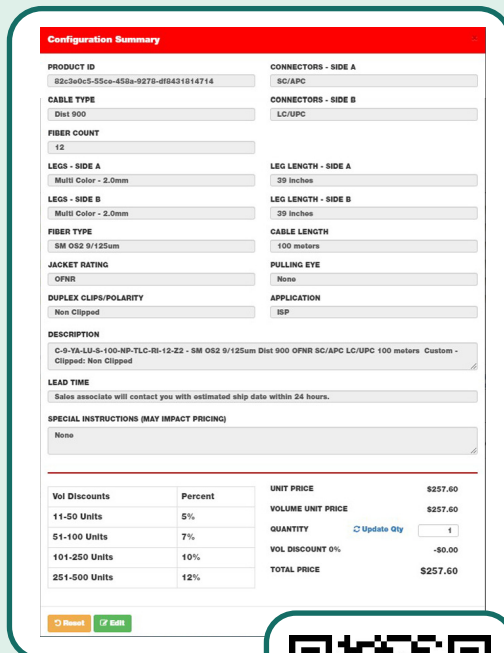 Configuration Summary
PRODUCT ID
82c3e0c5-55ce-458a-9278-df8431814714
CONNECTORS - SIDE A
SC/APC
CABLE TYPE
Dist 900
CONNECTORS - SIDE B
LC/UPC
FIBER COUNT
12
LEGS - SIDE A
Multi Color - 2.0mm
LEG LENGTH - SIDE A
39 inches
LEGS - SIDE B
Multi Color - 2.0mm
LEG LENGTH - SIDE B
39 inches
FIBER TYPE
SM OS2 9/125um
CABLE LENGTH
100 meters
JACKET RATING
OFNR
PULLING EYE
None
DUPLEX CLIPS/POLARITY
Non Clipped
APPLICATION
ISP
DESCRIPTION
C-9-YA-LU-S-100-NP-TLC-RI-12-Z2 - SM OS2 9/125um Dist 900 OFNR SC/APC LC/UPC 100 meters Custom -
Clipped: Non Clipped
LEAD TIME
Sales associate will contact you with estimated ship date within 24 hours.
SPECIAL INSTRUCTIONS (MAY IMPACT PRICING)
None
Vol Discounts Percent
11-50 Units 5%
51-100 Units 7%
101-250 Units 10%
251-500 Units 12%
UNIT PRICE $257.60
VOLUME UNIT PRICE $257.60
QUANTITY Update Qty 1
VOL DISCOUNT 0% -$0.00
TOTAL PRICE $257.60
Reset Edit